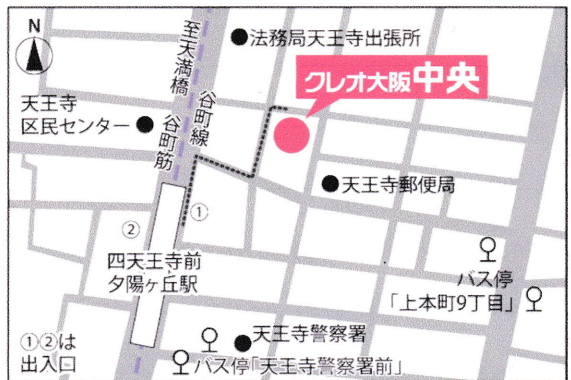 N
至天満橋
法務局天王寺出張所
クレオ大阪中央
谷町線
天王寺
区民センター
谷町筋
天王寺郵便局
①
②
四天王寺前
夕陽ヶ丘駅
バス停
「上本町9丁目」
①②は
出入口
天王寺警察署
バス停「天王寺警察署前」